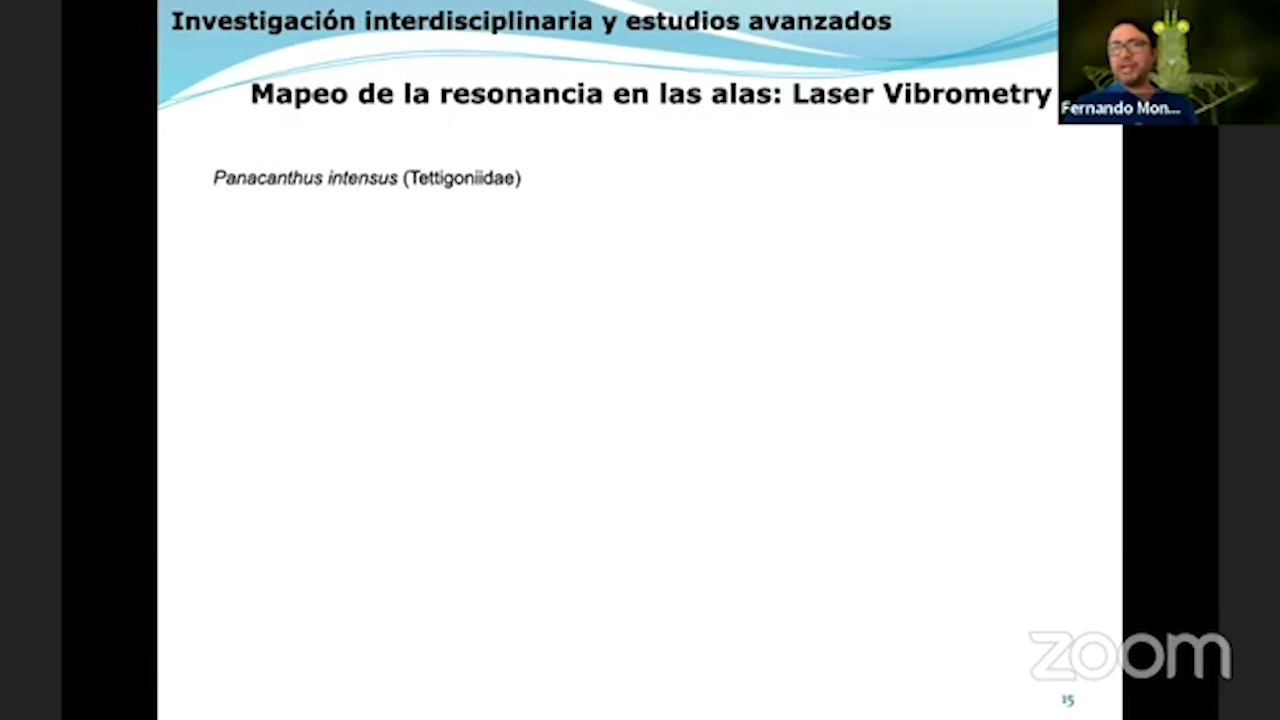 Investigación interdisciplinaria y estudios avanzados
Mapeo de la resonancia en las alas: Laser Vibrometry
Fernando Mon...
Panacanthus intensus (Tettigoniidae)
zoom
15